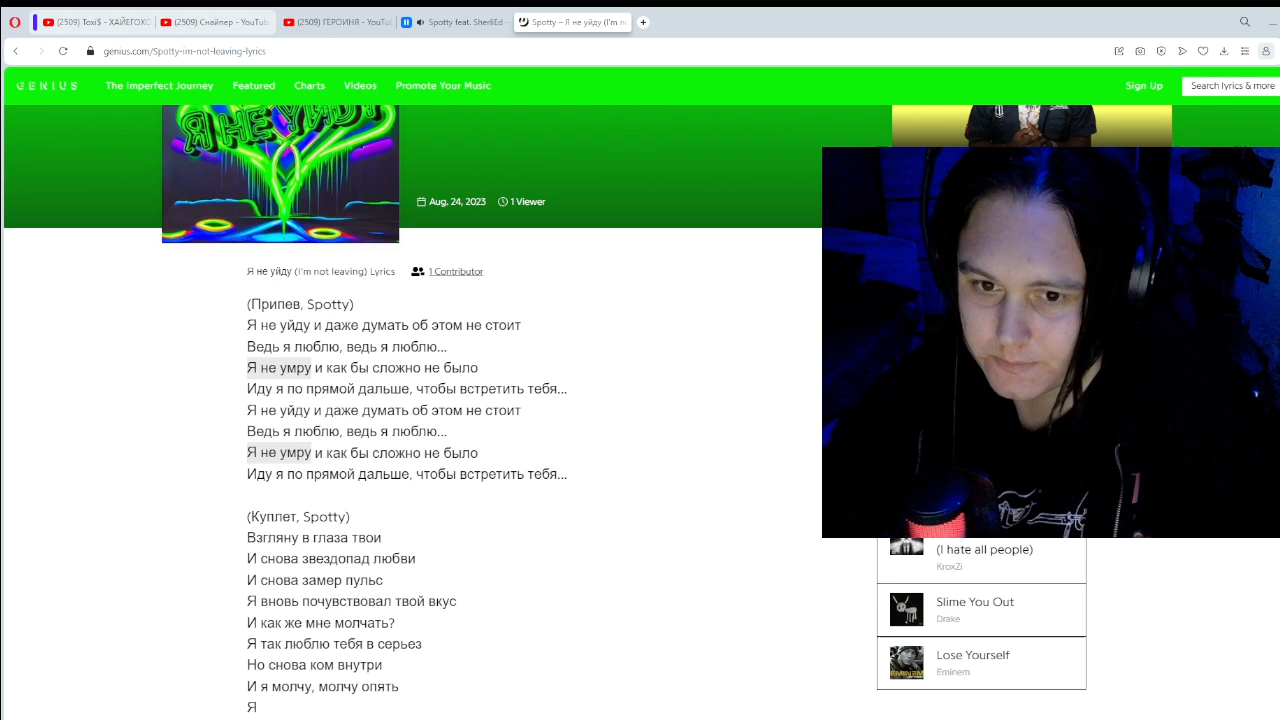 (2509) Toxi$ - ХАЙЕГОХО
(2509) Снайпер - YouTub
(2509) ГЕРОИНЯ - YouTu
Spotty feat. SherliEd –
Spotty – Я не уйду (I'm no
genius.com/Spotty-im-not-leaving-lyrics
GENIUS
The Imperfect Journey
Featured
Charts
Videos
Promote Your Music
Sign Up
Search lyrics & more
Я НЕ УЙДУ
Aug. 24, 2023
1 Viewer
Я не уйду (I'm not leaving) Lyrics
1 Contributor
(Припев, Spotty)
Я не уйду и даже думать об этом не стоит
Ведь я люблю, ведь я люблю...
Я не умру и как бы сложно не было
Иду я по прямой дальше, чтобы встретить тебя...
Я не уйду и даже думать об этом не стоит
Ведь я люблю, ведь я люблю...
Я не умру и как бы сложно не было
Иду я по прямой дальше, чтобы встретить тебя...
(Куплет, Spotty)
Взгляну в глаза твои
И снова звездопад любви
И снова замер пульс
Я вновь почувствовал твой вкус
И как же мне молчать?
Я так люблю тебя в серьез
Но снова ком внутри
И я молчу, молчу опять
Я
(I hate all people)
KroxZi
Slime You Out
Drake
Lose Yourself
Eminem
EMINEM